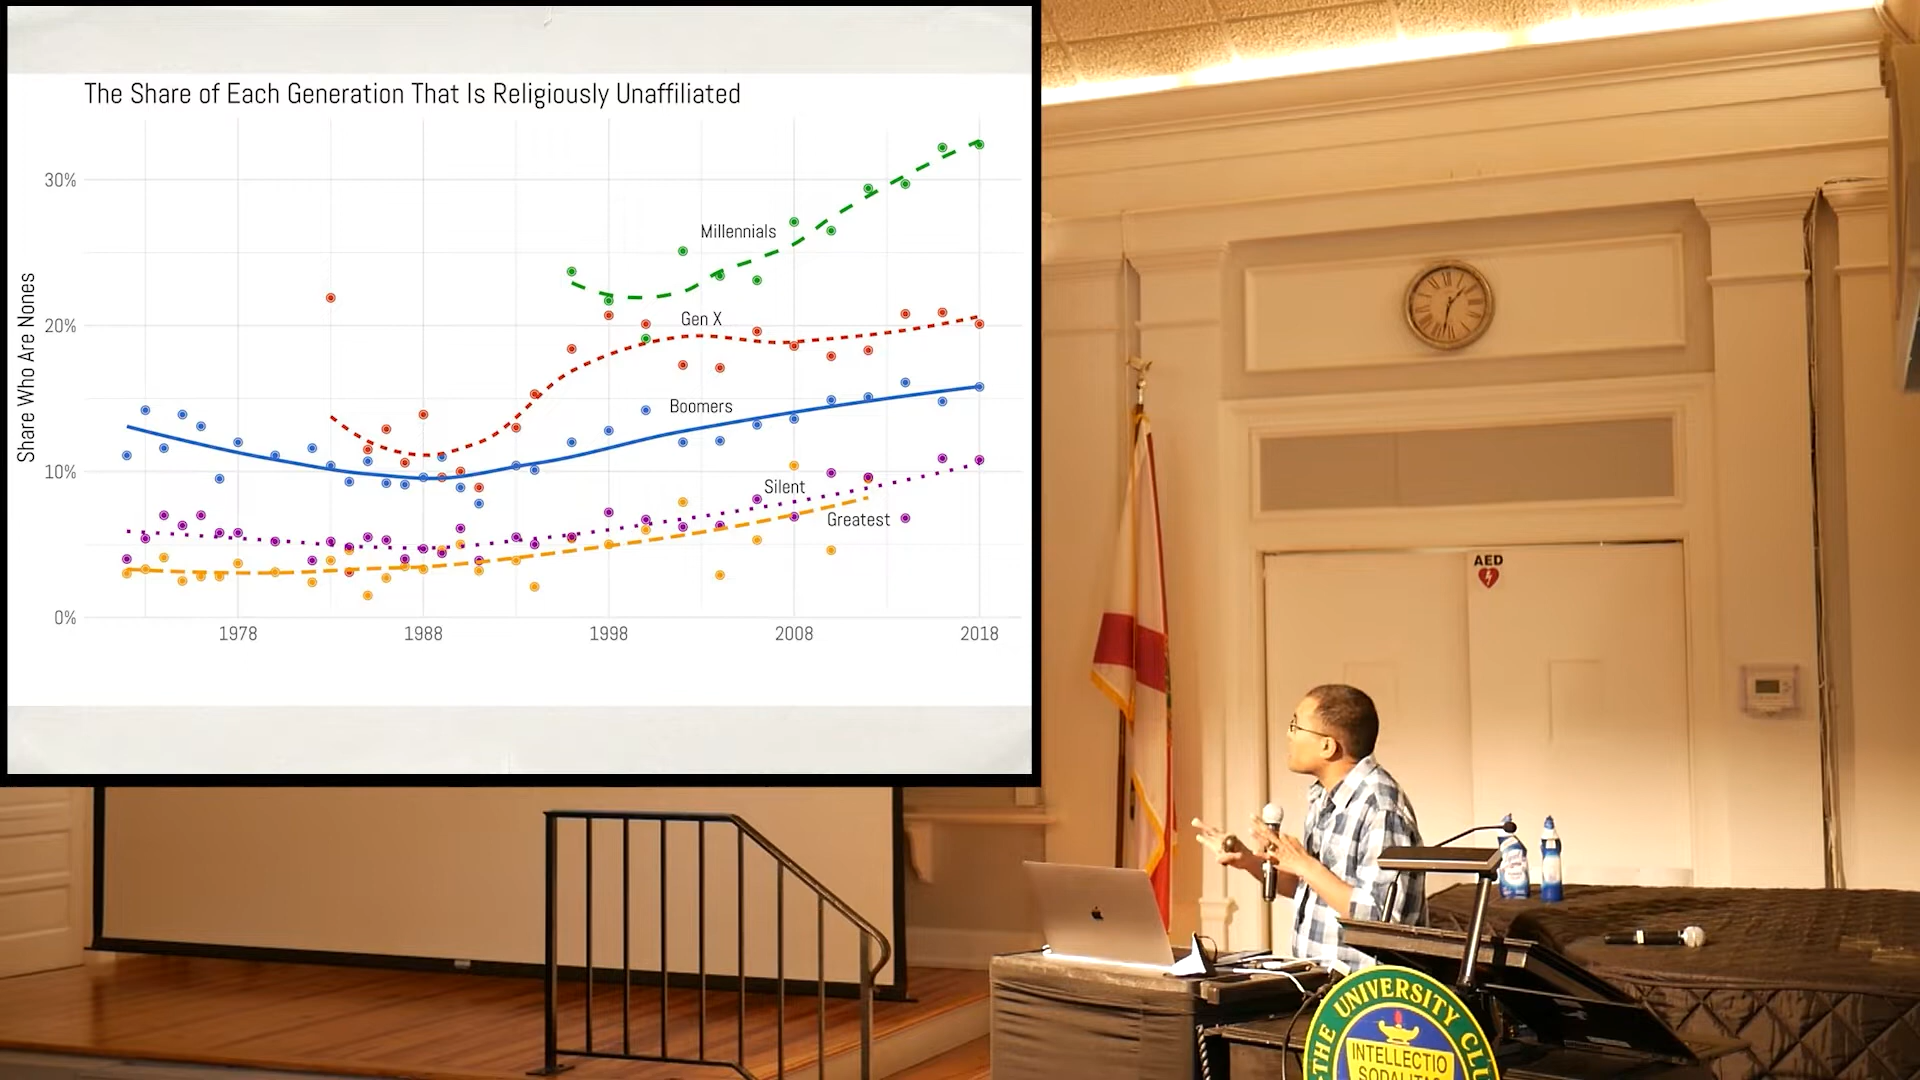 The Share of Each Generation That Is Religiously Unaffiliated
Share Who Are Nones
30%
20%
10%
0%
Millennials
Gen X
Boomers
Silent
Greatest
1978
1988
1998
2008
2018
AED
THE UNIVERSITY CLU
INTELLECTIO
SODALITAS